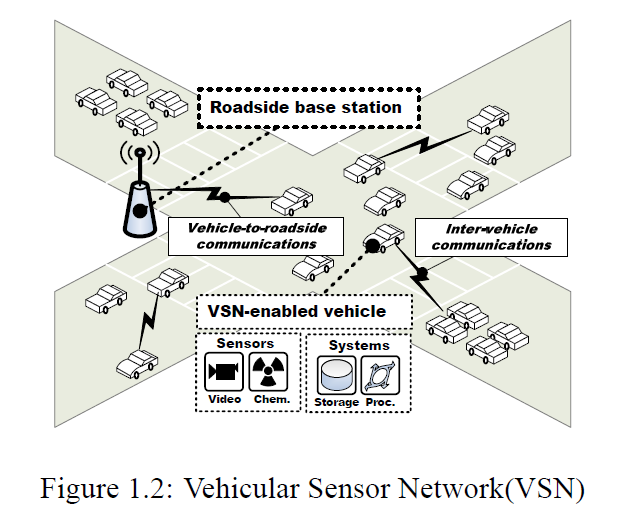 Roadside base station
Vehicle-to-roadside
communications
Inter-vehicle
communications
VSN-enabled vehicle
Sensors
Video
Chem.
Systems
Storage
Proc.
Figure 1.2: Vehicular Sensor Network(VSN)